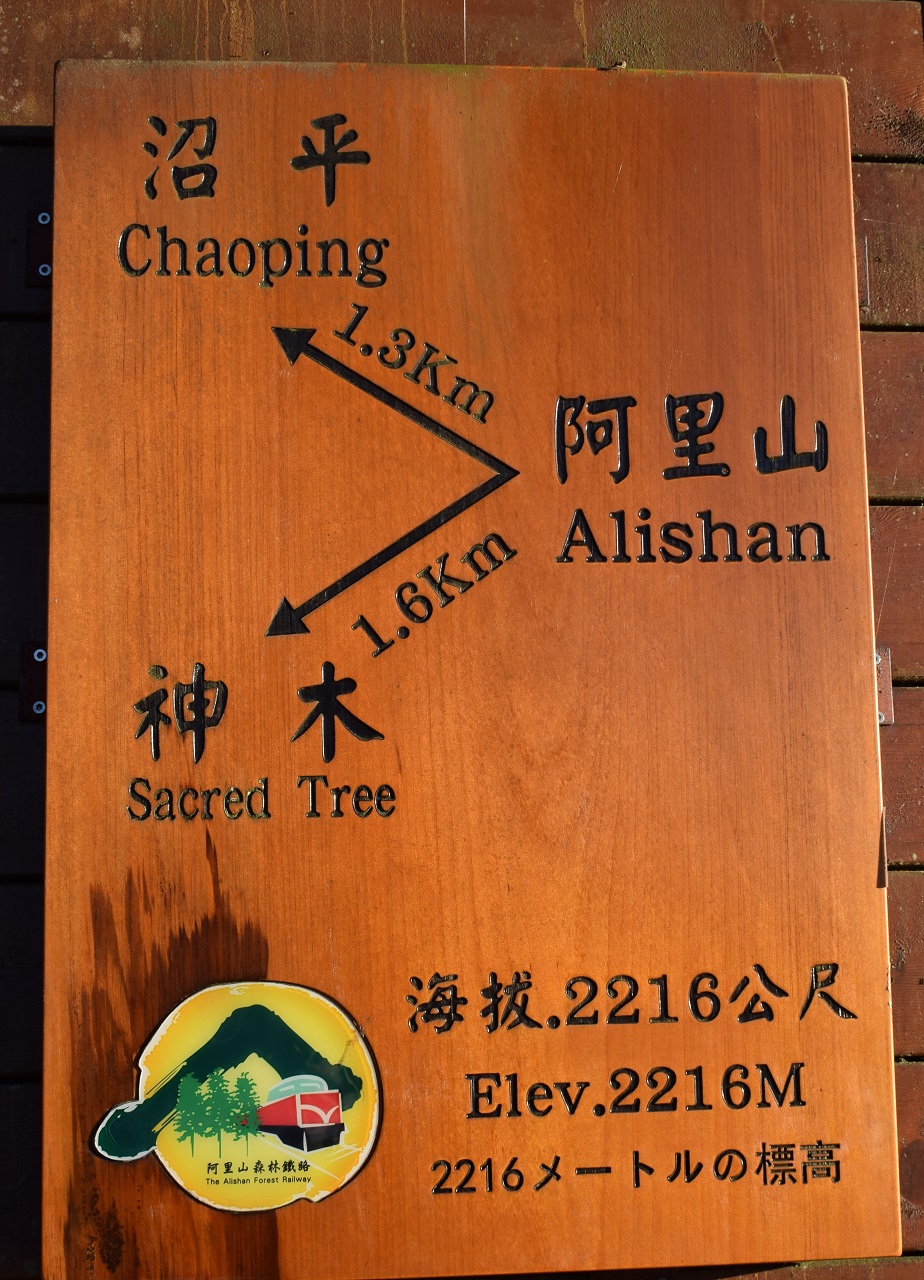 沼平
Chaoping
1.3Km
阿里山
Alishan
1.6Km
神木
Sacred Tree
海拔.2216公尺
Elev.2216M
2216メートルの標高
阿里山森林鐵路
The Alishan Forest Railway